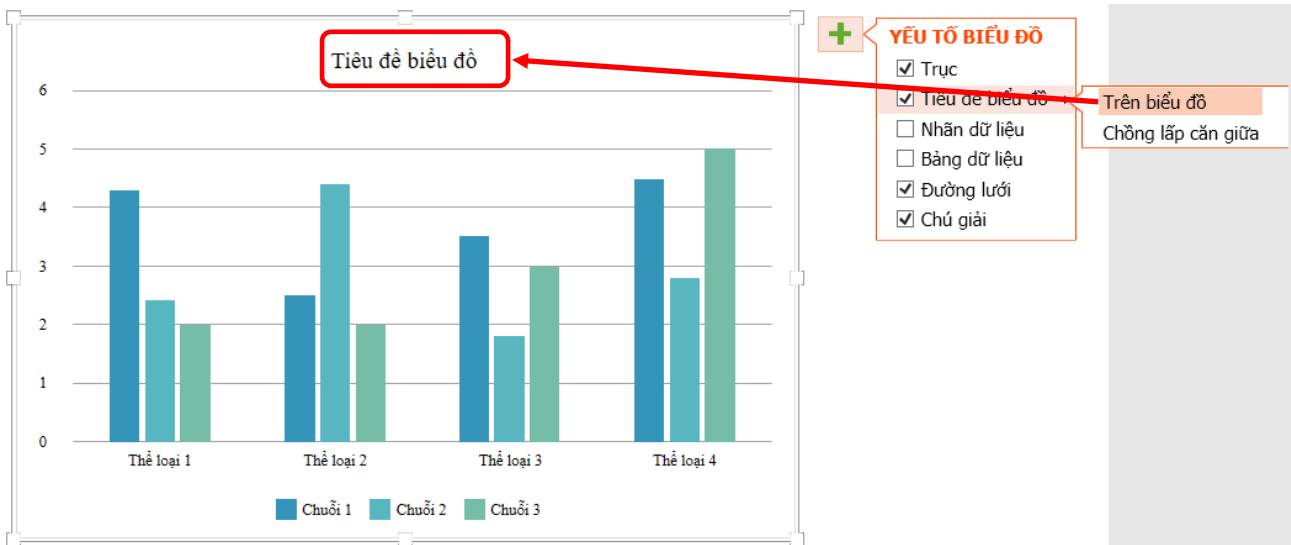 Tiêu đề biểu đồ
6
5
4
3
2
1
0
Thể loại 1 Thể loại 2 Thể loại 3 Thể loại 4
Chuỗi 1 Chuỗi 2 Chuỗi 3
YẾU TỐ BIỂU ĐỒ
Trục
Tiêu đề biểu đồ
Nhãn dữ liệu
Bảng dữ liệu
Đường lưới
Chú giải
Trên biểu đồ
Chồng lấp căn giữa